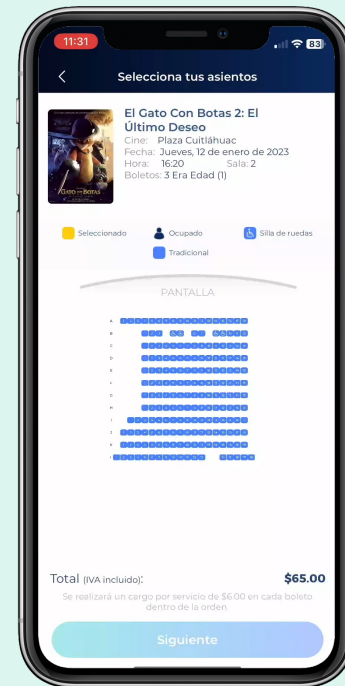 11:31
83
Selecciona tus asientos
El Gato Con Botas 2: El
Último Deseo
Cine: Plaza Cuitláhuac
Fecha: Jueves, 12 de enero de 2023
Hora: 16:20 Sala: 2
Boletos: 3 Era Edad (1)
GATO CON BOTAS
Seleccionado Ocupado Silla de ruedas
Tradicional
PANTALLA
A
B
C
D
E
Total (IVA incluido): $65.00
Se realizará un cargo por servicio de $6.00 en cada boleto
dentro de la orden
Siguiente